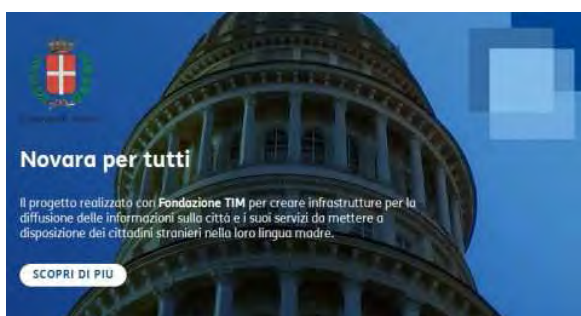 Novara per tutti
Il progetto realizzato con Fondazione TIM per creare infrastrutture per la
diffusione delle informazioni sulla città e i suoi servizi da mettere a
disposizione dei cittadini stranieri nella loro lingua madre.
SCOPRI DI PIU